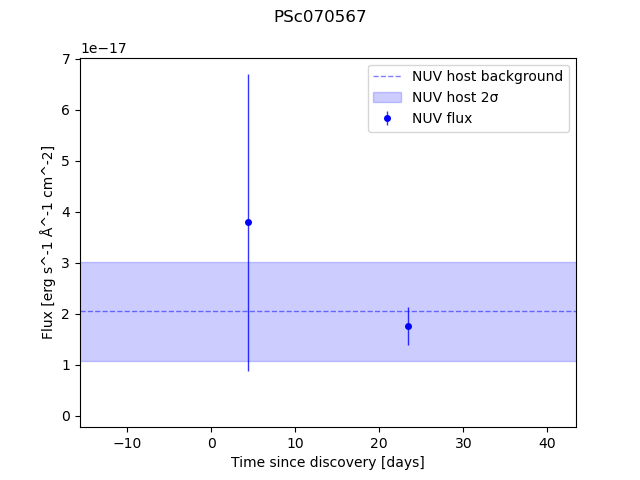 PSc070567
1e−17
NUV host background
NUV host 2σ
NUV flux
7
6
5
4
3
2
1
0
Flux [erg s^-1 Å^-1 cm^-2]
−10 0 10 20 30 40
Time since discovery [days]